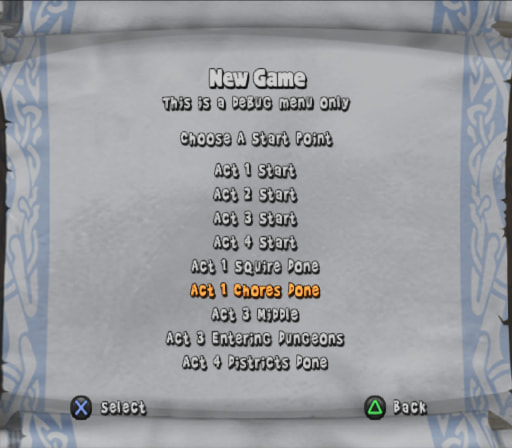 New Game
This is a DEBUG menu only
Choose A Start Point
Act 1 Start
Act 2 Start
Act 3 Start
Act 4 Start
Act 1 Squire Done
Act 1 Chores Done
Act 3 Middle
Act 3 Entering Dungeons
Act 4 Districts Done
Select
Back